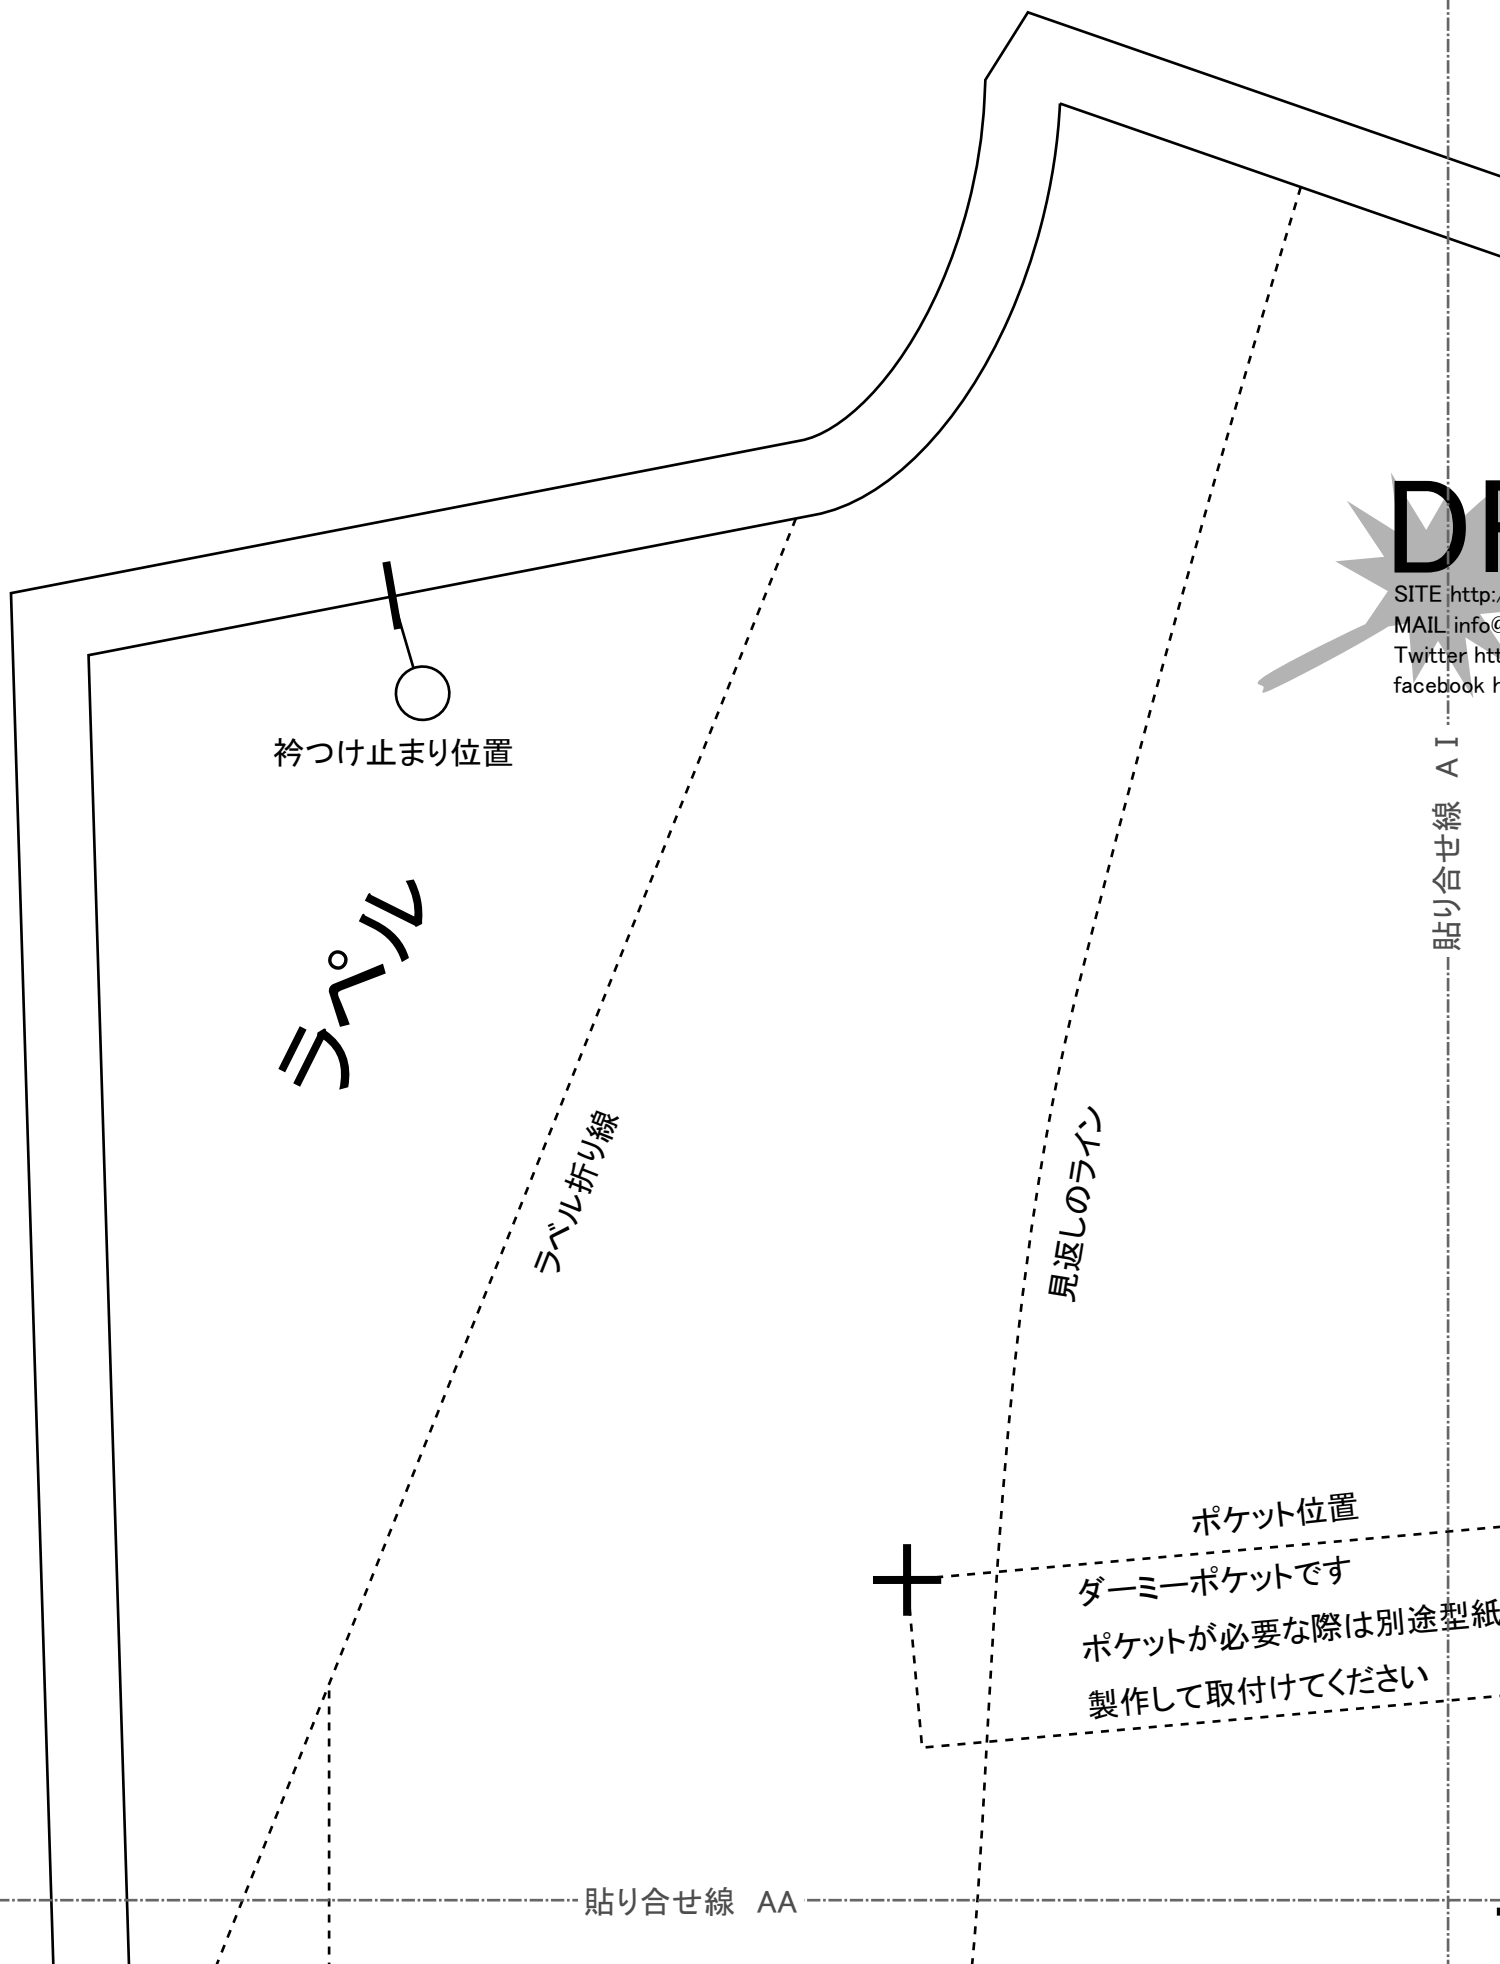 DR
SITE http:/
MAIL info@
Twitter htt
facebook h
衿つけ止まり位置
貼り合せ線 AI
ラペル
ラベル折り線
見返しのライン
ポケット位置
ダーミーポケットです
ポケットが必要な際は別途型紙
製作して取付けてください
貼り合せ線 AA